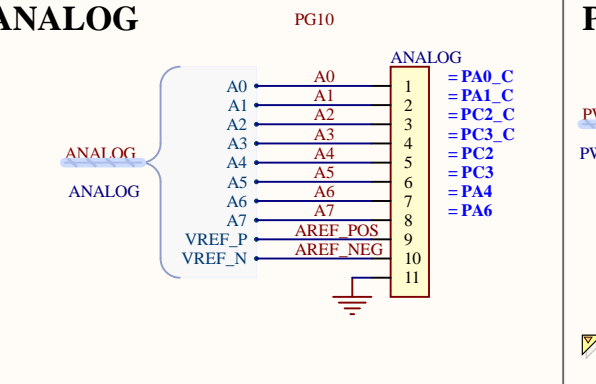 ANALOG
PG10
P
ANALOG
A0 A0 1 = PA0_C
A1 A1 2 = PA1_C
A2 A2 3 = PC2_C
A3 A3 4 = PC3_C
A4 A4 5 = PC2
A5 A5 6 = PC3
A6 A6 7 = PA4
A7 A7 8 = PA6
VREF_P AREF_POS 9
VREF_N AREF_NEG 10
11
ANALOG
ANALOG
PW
PW